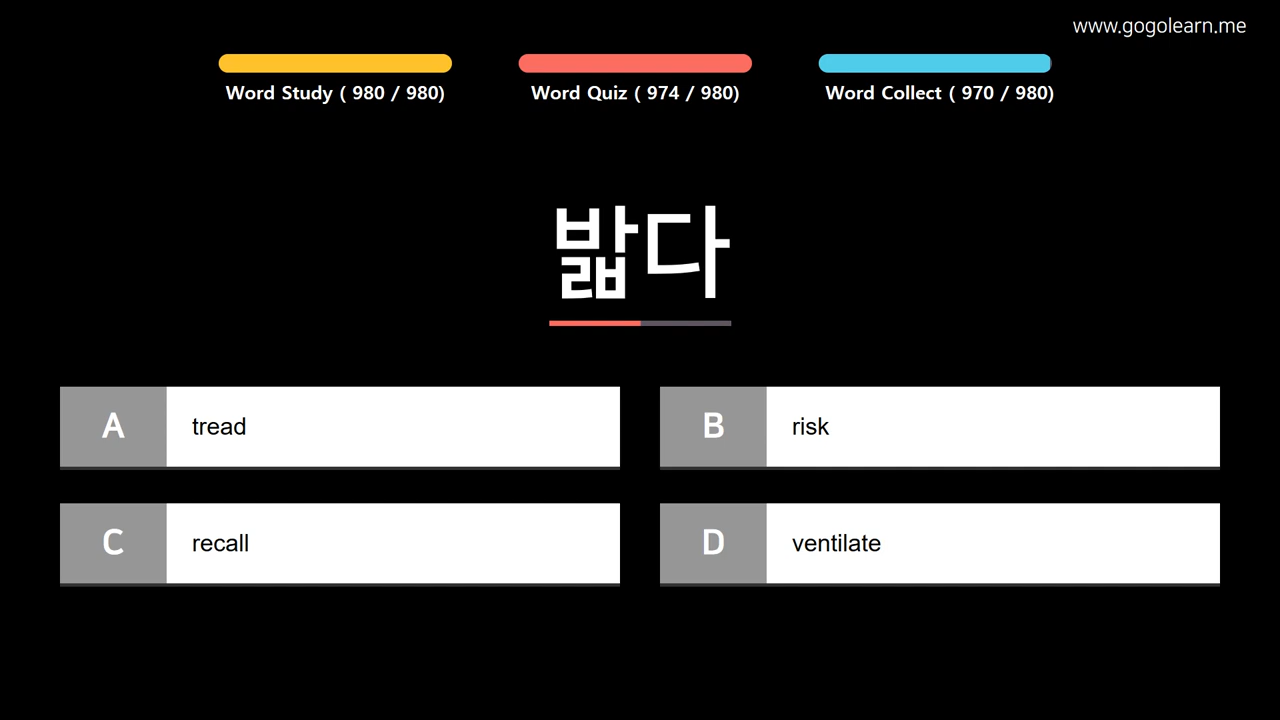 www.gogolearn.me
Word Study ( 980 / 980)
Word Quiz ( 974 / 980)
Word Collect ( 970 / 980)
밟다
A
tread
B
risk
C
recall
D
ventilate